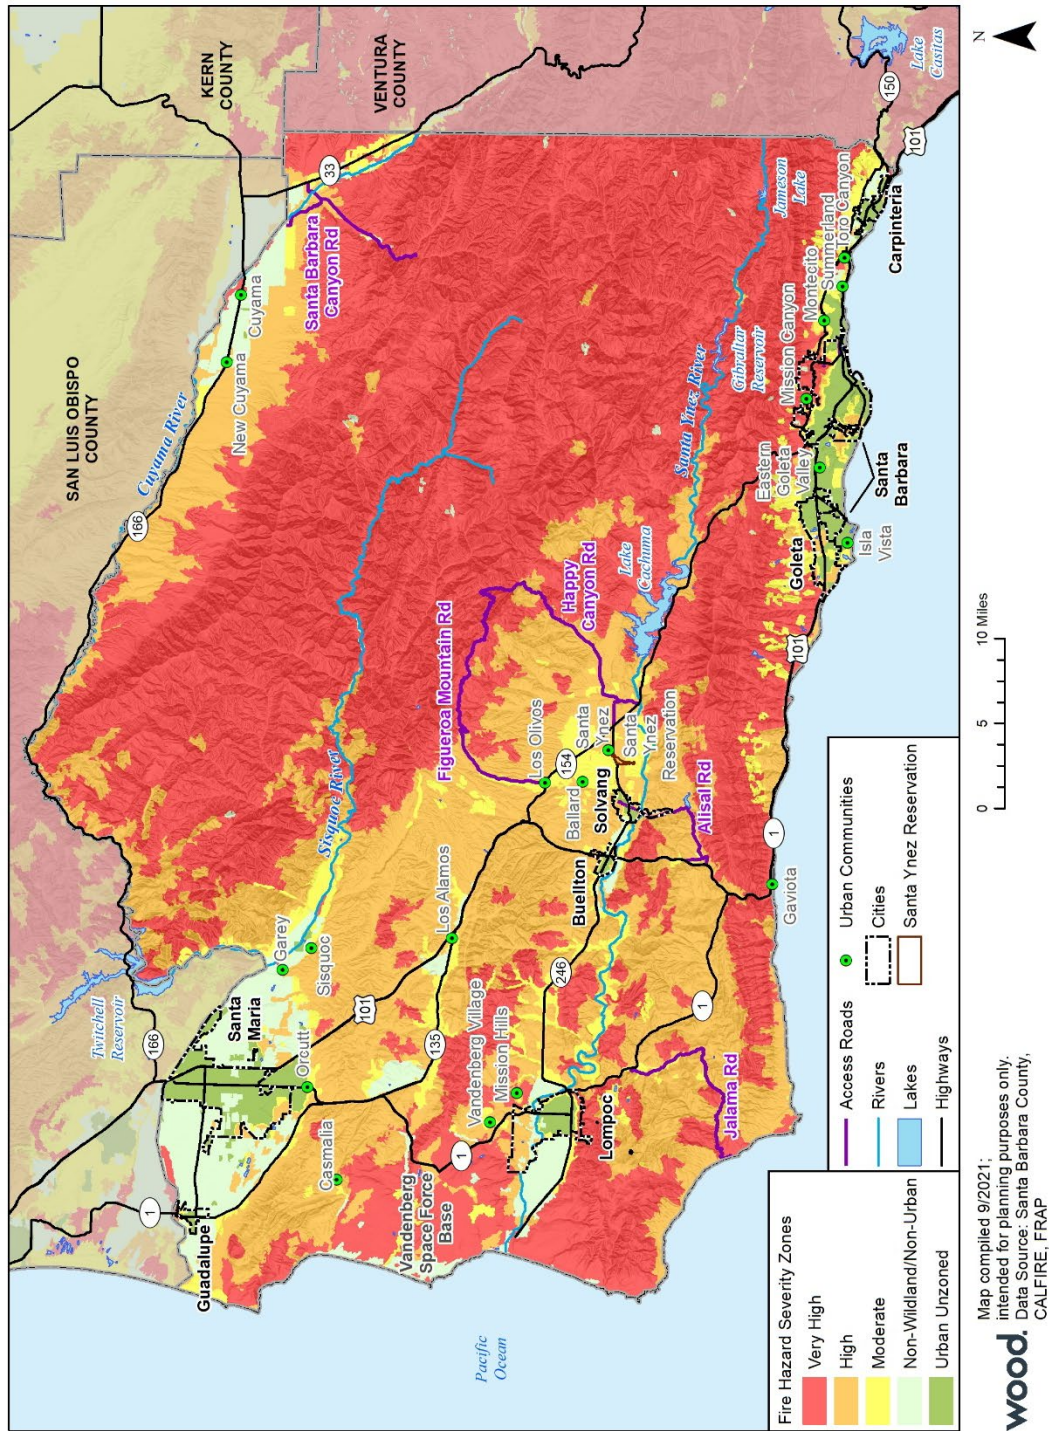 SAN LUIS OBISPO
COUNTY
KERN
COUNTY
VENTURA
COUNTY
166
Cuyama River
New Cuyama
Cuyama
33
Santa Barbara
Canyon Rd
Twitchell
Reservoir
166
1
Guadalupe
Santa
Maria
Orcutt
Garey
Sisquoc
Sisquoc River
Casmalia
101
135
Los Alamos
Figueroa Mountain Rd
Happy
Canyon Rd
Los Olivos
154
Ballard
Santa
Ynez
Solvang
Santa
Ynez
Reservation
Lake
Cachuma
Santa Ynez River
Gibraltar
Reservoir
Jameson
Lake
Vandenberg
Space Force
Base
1
Vandenberg Village
Mission Hills
246
Buellton
Lompoc
Alisal Rd
1
Jalama Rd
Gaviota
1
101
Goleta
Isla
Vista
Eastern
Goleta
Valley
Santa
Barbara
Mission Canyon
Montecito
Summerland
Toro Canyon
Carpinteria
101
150
Lake
Casitas
Pacific
Ocean
N
Fire Hazard Severity Zones
Very High
High
Moderate
Non-Wildland/Non-Urban
Urban Unzoned
Access Roads
Rivers
Lakes
Highways
Urban Communities
Cities
Santa Ynez Reservation
0
5
10 Miles
wood.
Map compiled 9/2021;
intended for planning purposes only.
Data Source: Santa Barbara County,
CALFIRE, FRAP